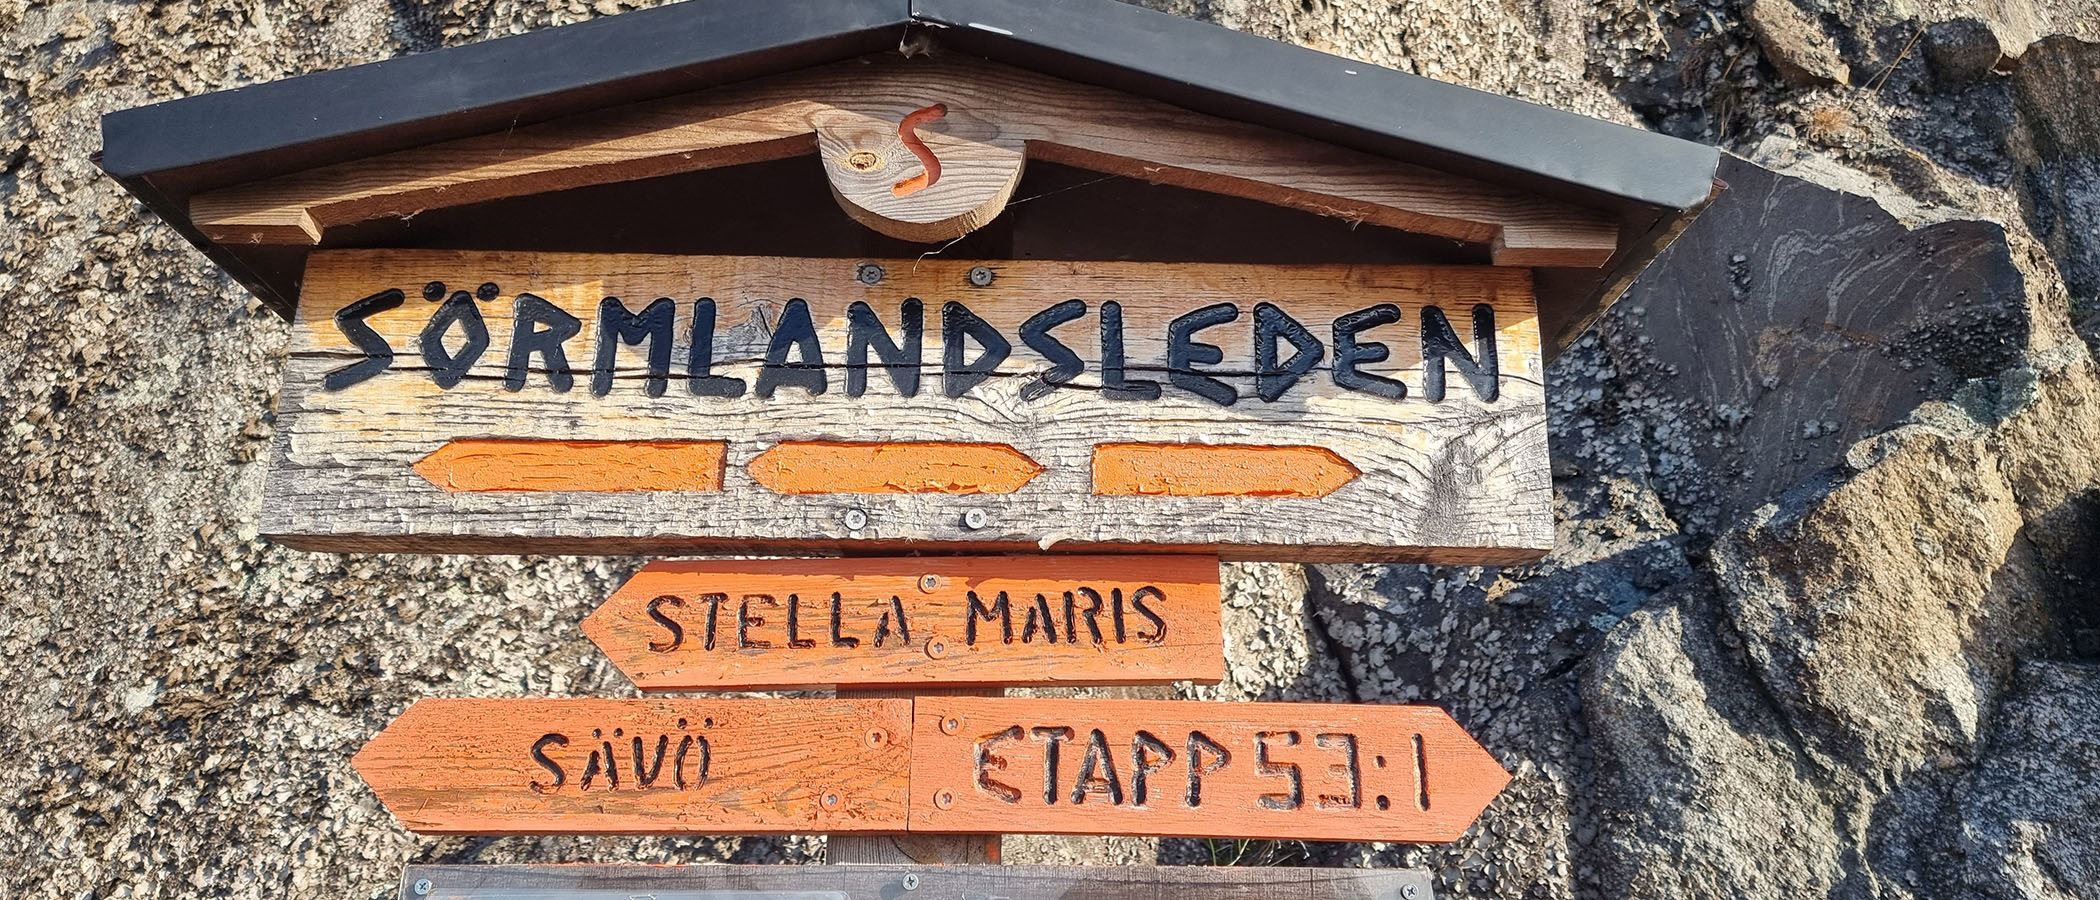 S
SÖRMLANDSLEDEN
STELLA MARIS
SÄVÖ
ETAPP 53:1